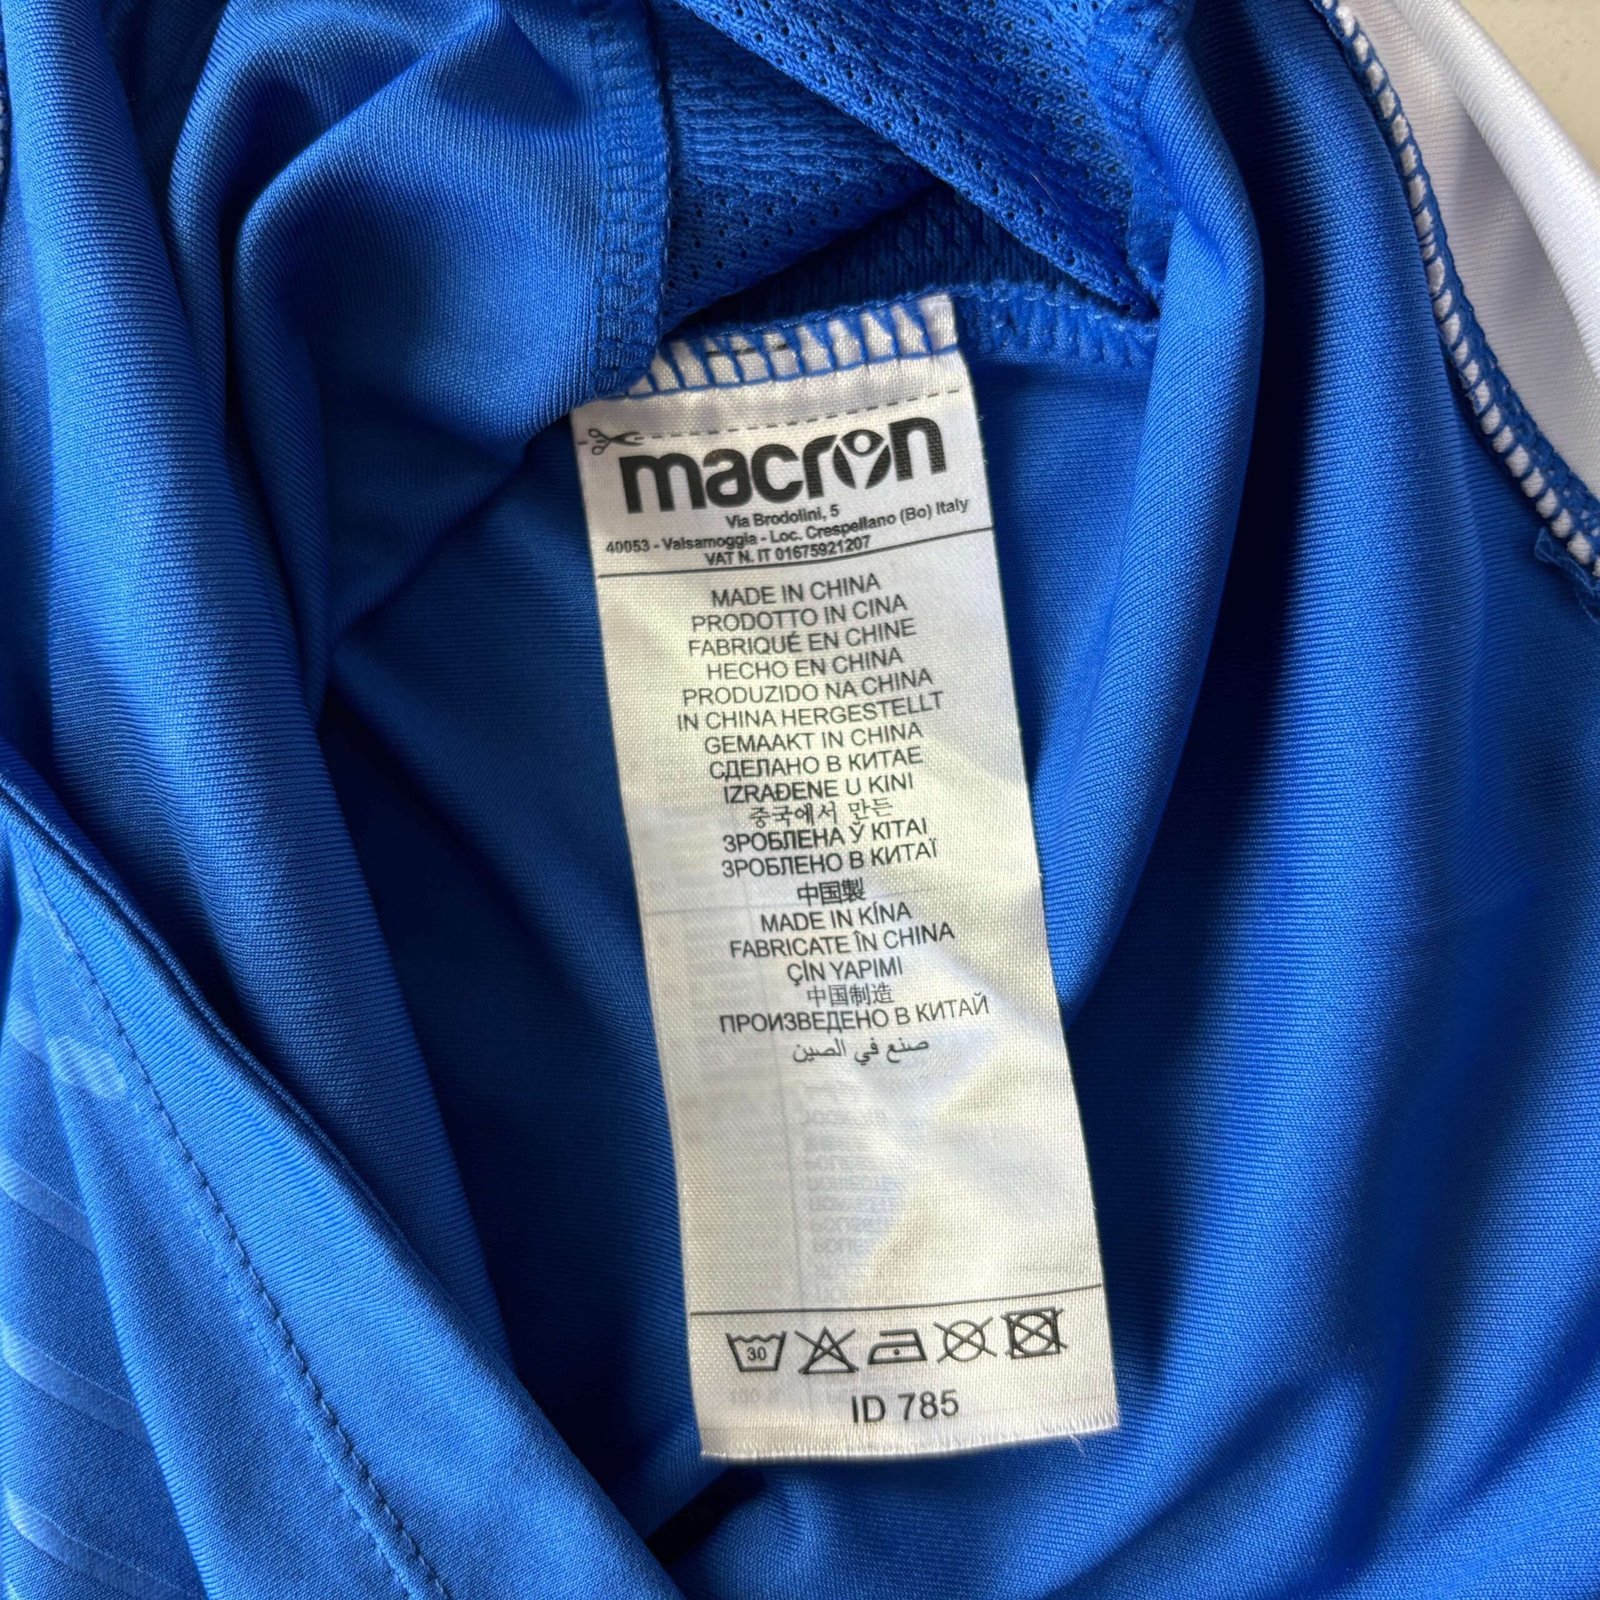 macron
Via Brodolini, 5
40053 - Valsamoggia - Loc. Crespellano (Bo) Italy
VAT N. IT 01675921207
MADE IN CHINA
PRODOTTO IN CINA
FABRIQUÉ EN CHINE
HECHO EN CHINA
PRODUZIDO NA CHINA
IN CHINA HERGESTELLT
GEMAAKT IN CHINA
СДЕЛАНО В КИТАЕ
IZRAĐENE U KINI
중국에서 만든
ЗРОБЛЕНА Ў КІТАІ
ЗРОБЛЕНО В КИТАЇ
中国製
MADE IN KÍNA
FABRICATE ÎN CHINA
ÇİN YAPIMI
中国制造
ПРОИЗВЕДЕНО В КИТАЙ
صنع في الصين
30
ID 785